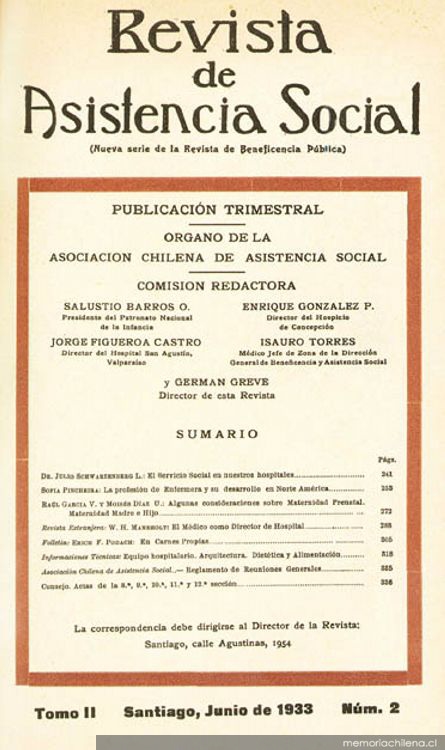 Revista
de
Asistencia Social
(Nueva serie de la Revista de Beneficencia Pública)
PUBLICACIÓN TRIMESTRAL
ORGANO DE LA
ASOCIACION CHILENA DE ASISTENCIA SOCIAL
COMISION REDACTORA
SALUSTIO BARROS O.
Presidente del Patronato Nacional
de la Infancia
ENRIQUE GONZALEZ P.
Director del Hospicio
de Concepción
JORGE FIGUEROA CASTRO
Director del Hospital San Agustín,
Valparaíso
ISAURO TORRES
Médico Jefe de Zona de la Dirección
General de Beneficencia y Asistencia Social
y GERMAN GREVE
Director de esta Revista
SUMARIO
Págs.
DR. JULIO SCHWARZENBERG L.: El Servicio Social en nuestros hospitales 241
SOFIA PINCHEIRA: La profesión de Enfermera y su desarrollo en Norte América 253
RAÚL GARCIA V. Y MOISÉS DÍAZ U.: Algunas consideraciones sobre Maternidad Prenatal.
Maternidad Madre e Hijo 273
Revista Extranjera: W. H. MANSHOLT: El Médico como Director de Hospital
Folletin: ERICH F. PODACH: En Carnes Propias 305
Informaciones Técnicas: Equipo hospitalario. Arquitectura. Dietética y Alimentación 318
Asociación Chilena de Asistencia Social.— Reglamento de Reuniones Generales
Consejo. Actas de la 8.ª, 9.ª, 10.ª, 11.ª y 12.ª sección
La correspondencia debe dirigirse al Director de la Revista:
Santiago, calle Agustinas, 1954
Tomo II Santiago, Junio de 1933 Núm. 2
memoriachilena.cl